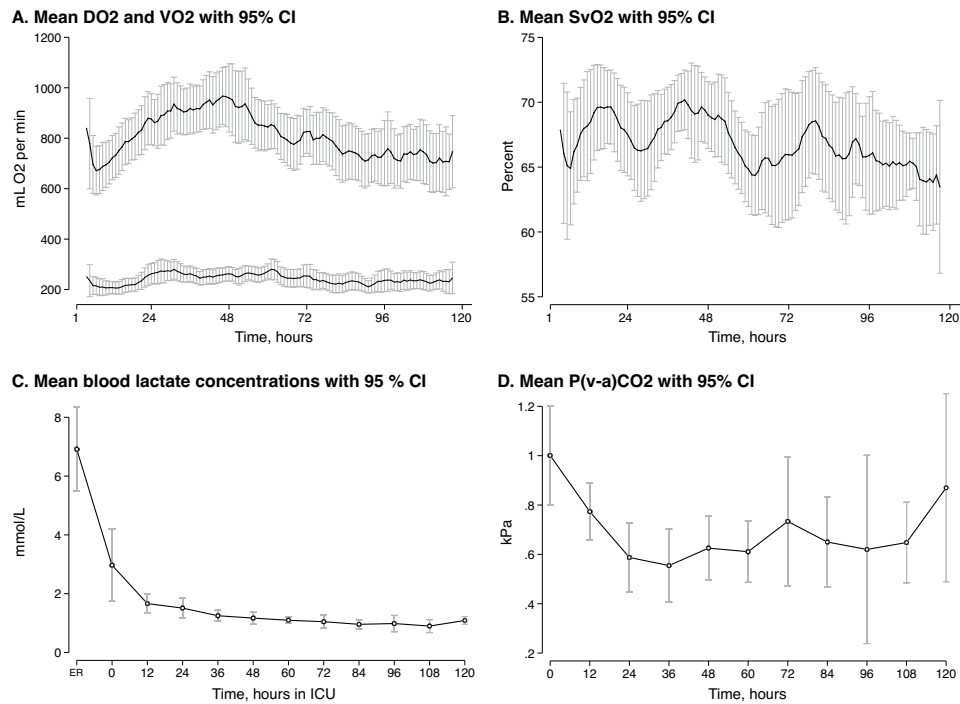 A. Mean DO2 and VO2 with 95% CI
1200
1000
800
600
400
200
mL O2 per min
1 24 48 72 96 120
Time, hours
B. Mean SvO2 with 95% CI
75
70
65
60
55
Percent
1 24 48 72 96 120
Time, hours
C. Mean blood lactate concentrations with 95 % CI
8
6
4
2
0
mmol/L
ER 0 12 24 36 48 60 72 84 96 108 120
Time, hours in ICU
D. Mean P(v-a)CO2 with 95% CI
1.2
1
.8
.6
.4
.2
kPa
0 12 24 36 48 60 72 84 96 108 120
Time, hours